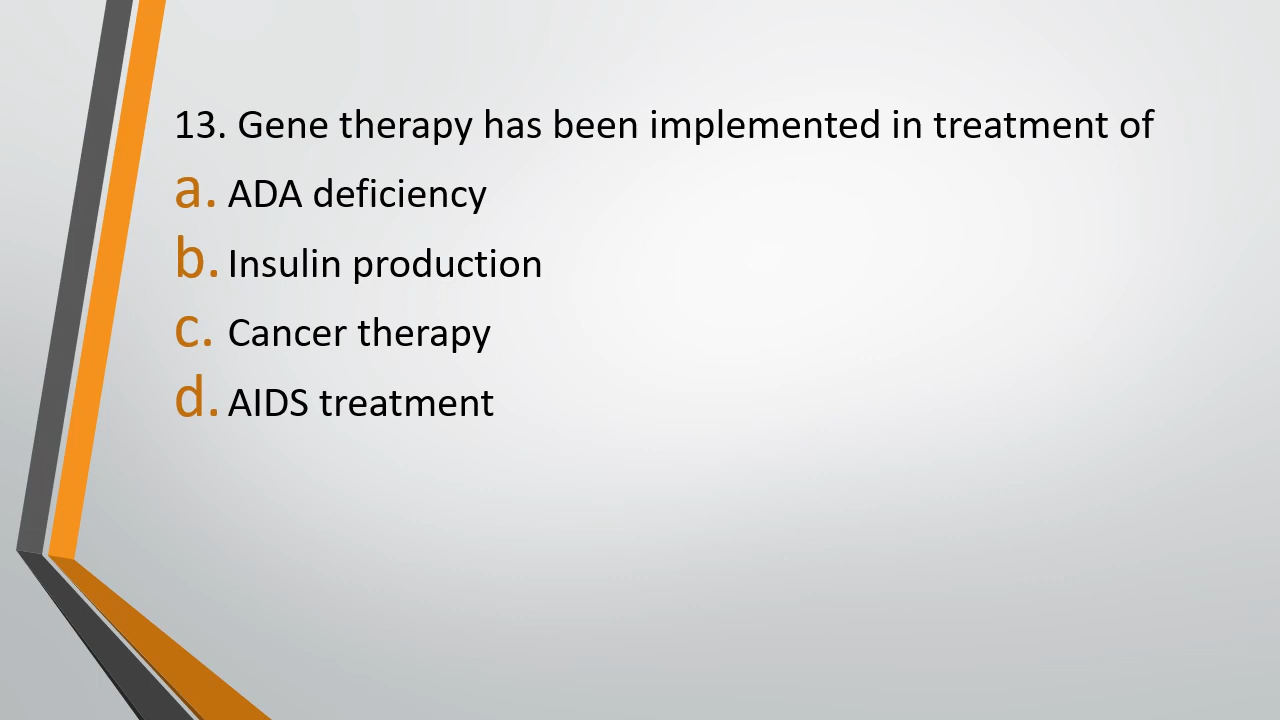 13. Gene therapy has been implemented in treatment of
a. ADA deficiency
b. Insulin production
c. Cancer therapy
d. AIDS treatment